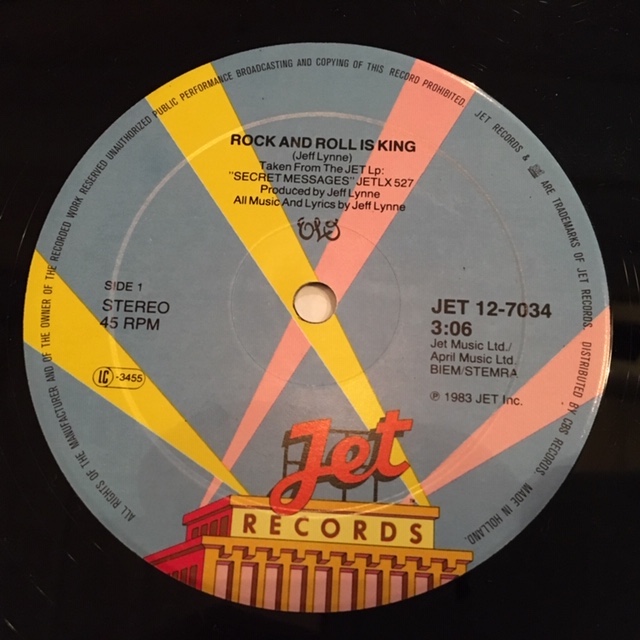 ALL RIGHTS OF THE MANUFACTURER AND OF THE OWNER OF THE RECORDED WORK RESERVED UNAUTHORIZED PUBLIC PERFORMANCE BROADCASTING AND COPYING OF THIS RECORD PROHIBITED. JET RECORDS & ARE TRADEMARKS OF JET RECORDS. DISTRIBUTED BY CBS RECORDS. MADE IN HOLLAND.
ROCK AND ROLL IS KING
(Jeff Lynne)
Taken From The JET Lp:
"SECRET MESSAGES" JETLX 527
Produced by Jeff Lynne
All Music And Lyrics by Jeff Lynne
ELO
SIDE 1
STEREO
45 RPM
LC -3455
JET 12-7034
3:06
Jet Music Ltd./
April Music Ltd
BIEM/STEMRA
℗ 1983 JET Inc.
Jet
RECORDS